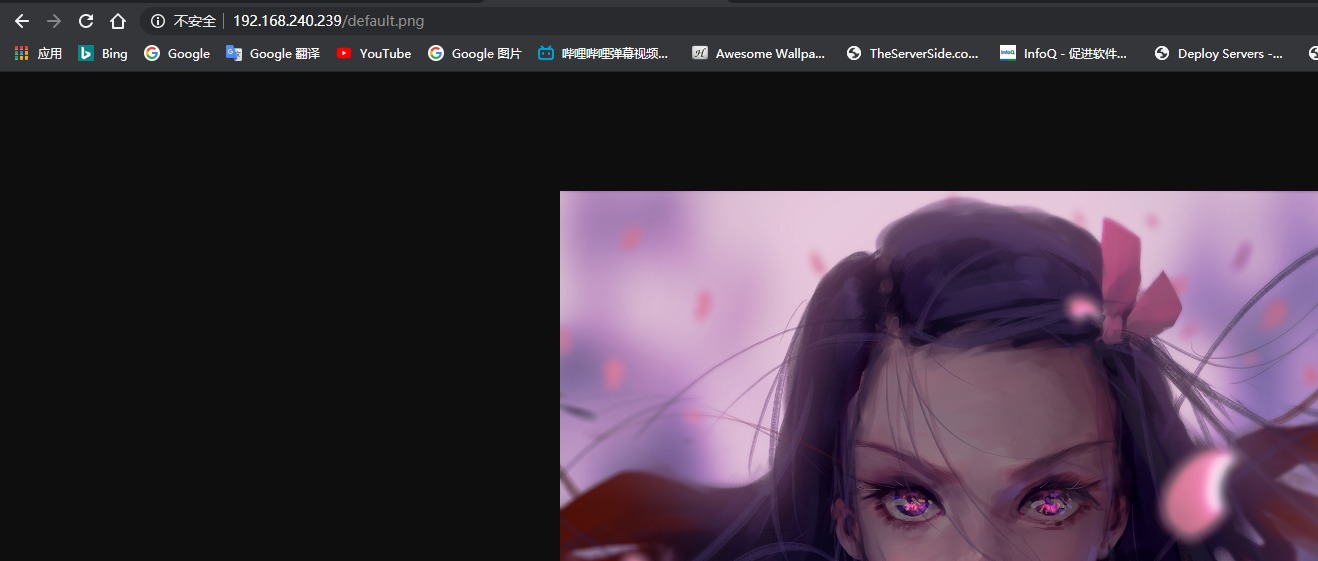 不安全 192.168.240.239/default.png
应用 Bing Google Google 翻译 YouTube Google 图片 哔哩哔哩弹幕视频... Awesome Wallpa... TheServerSide.co... InfoQ - 促进软件... Deploy Servers -...